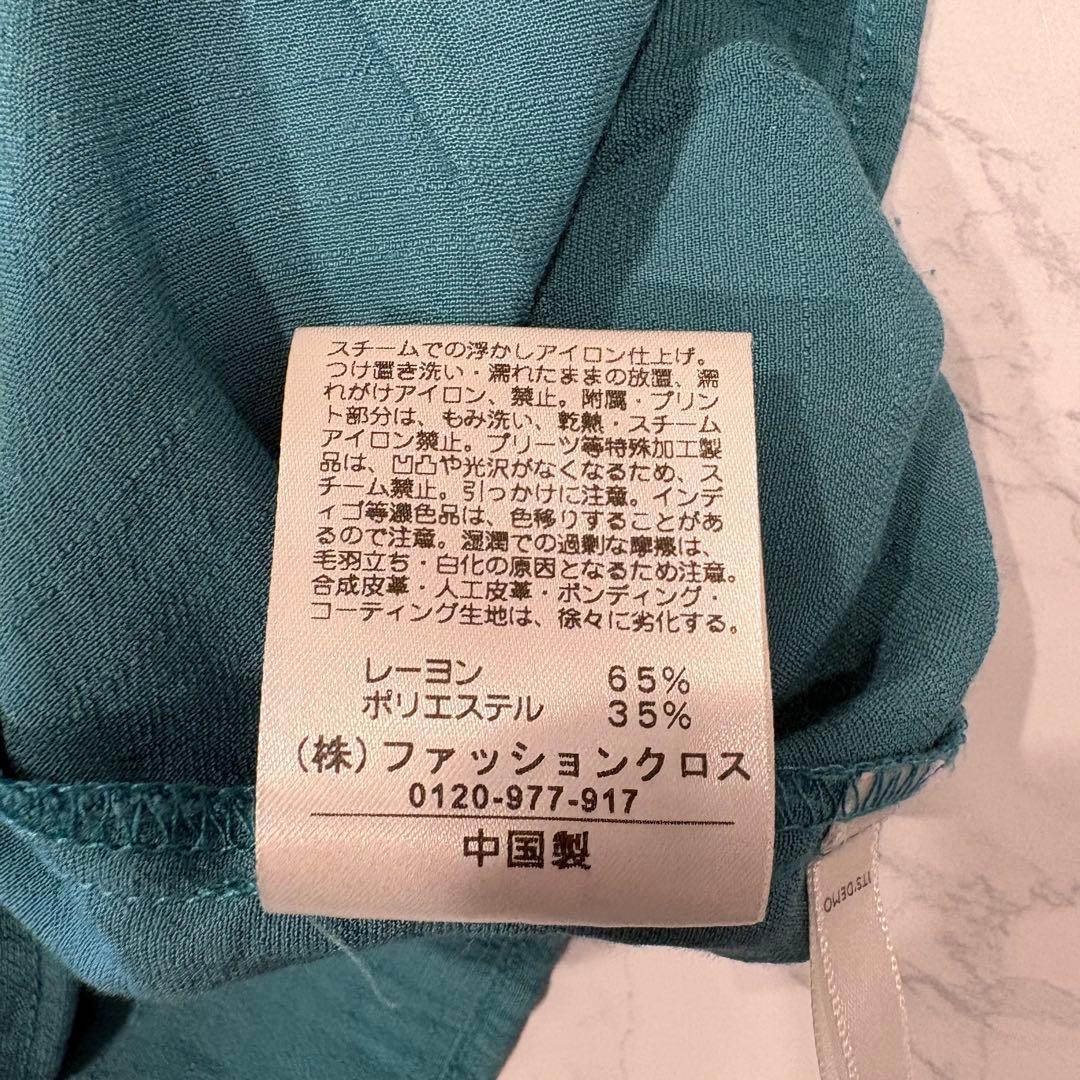 スチームでの浮かしアイロン仕上げ。
つけ置き洗い・濡れたままの放置、濡
れがけアイロン、禁止。附属・プリン
ト部分は、もみ洗い、乾熱・スチーム
アイロン禁止。プリーツ等特殊加工製
品は、凹凸や光沢がなくなるため、ス
チーム禁止。引っかけに注意。インデ
ィゴ等濃色品は、色移りすることがあ
るので注意。湿潤での過剰な摩擦は、
毛羽立ち・白化の原因となるため注意。
合成皮革・人工皮革・ボンディング・
コーティング生地は、徐々に劣化する。
レーヨン 65%
ポリエステル 35%
(株)ファッションクロス
0120-977-917
中国製
ITS'DEMO